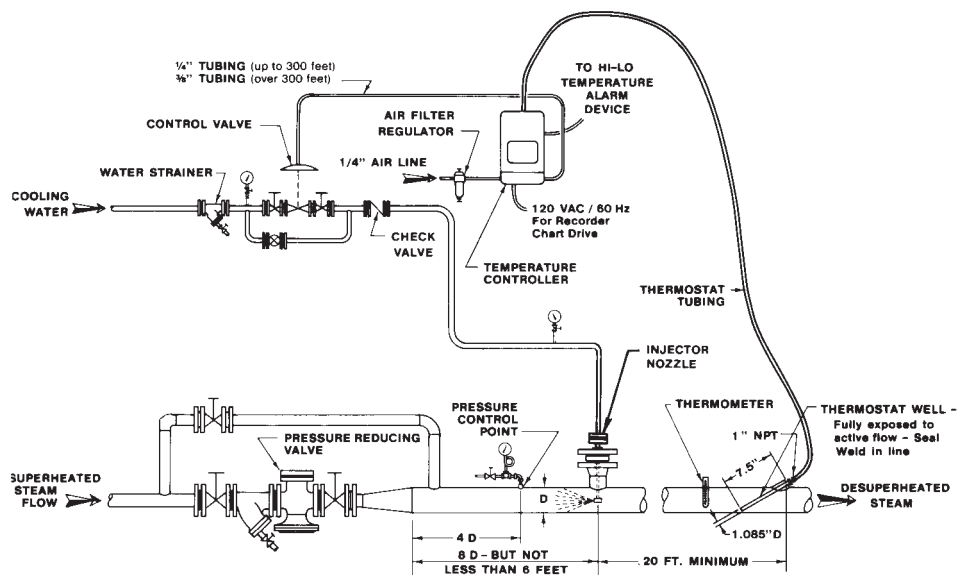 ¼" TUBING (up to 300 feet)
⅜" TUBING (over 300 feet)
TO HI-LO
TEMPERATURE
ALARM
DEVICE
CONTROL VALVE
AIR FILTER
REGULATOR
1/4" AIR LINE
WATER STRAINER
COOLING
WATER
120 VAC / 60 Hz
For Recorder
Chart Drive
CHECK
VALVE
TEMPERATURE
CONTROLLER
THERMOSTAT
TUBING
INJECTOR
NOZZLE
PRESSURE
CONTROL
POINT
THERMOMETER
THERMOSTAT WELL –
Fully exposed to
active flow – Seal
Weld in line
1" NPT
PRESSURE REDUCING
VALVE
7.5"
SUPERHEATED
STEAM
FLOW
D
DESUPERHEATED
STEAM
1.085"D
4 D
8 D – BUT NOT
LESS THAN 6 FEET
20 FT. MINIMUM